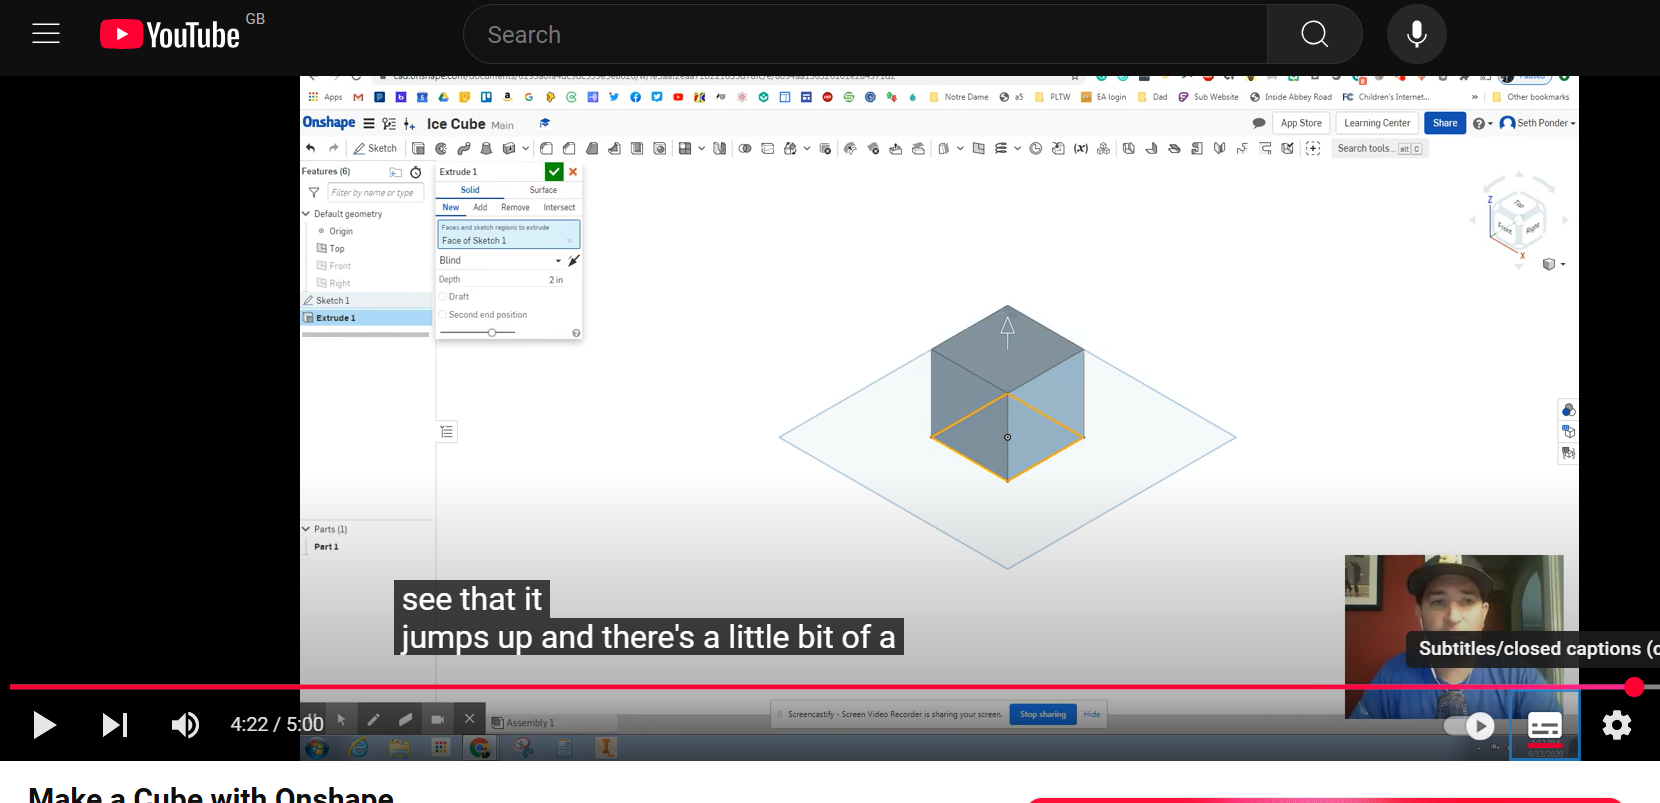 YouTube GB
Search
Apps
Notre Dame
a5
PLTW
EA login
Dad
Sub Website
Inside Abbey Road
Children's Internet...
Other bookmarks
Onshape
Ice Cube Main
App Store
Learning Center
Share
Seth Ponder
Sketch
Search tools... alt C
Features (6)
Filter by name or type
Default geometry
Origin
Top
Front
Right
Sketch 1
Extrude 1
Extrude 1
Solid Surface
New Add Remove Intersect
Faces and sketch regions to extrude
Face of Sketch 1
Blind
Depth 2 in
Draft
Second end position
Z
Top
Front Right
X
Parts (1)
Part 1
see that it
jumps up and there's a little bit of a
Subtitles/closed captions (c
4:22 / 5:00
Assembly 1
Screencastify - Screen Video Recorder is sharing your screen.
Stop sharing
Hide
Make a Cube with Onshape